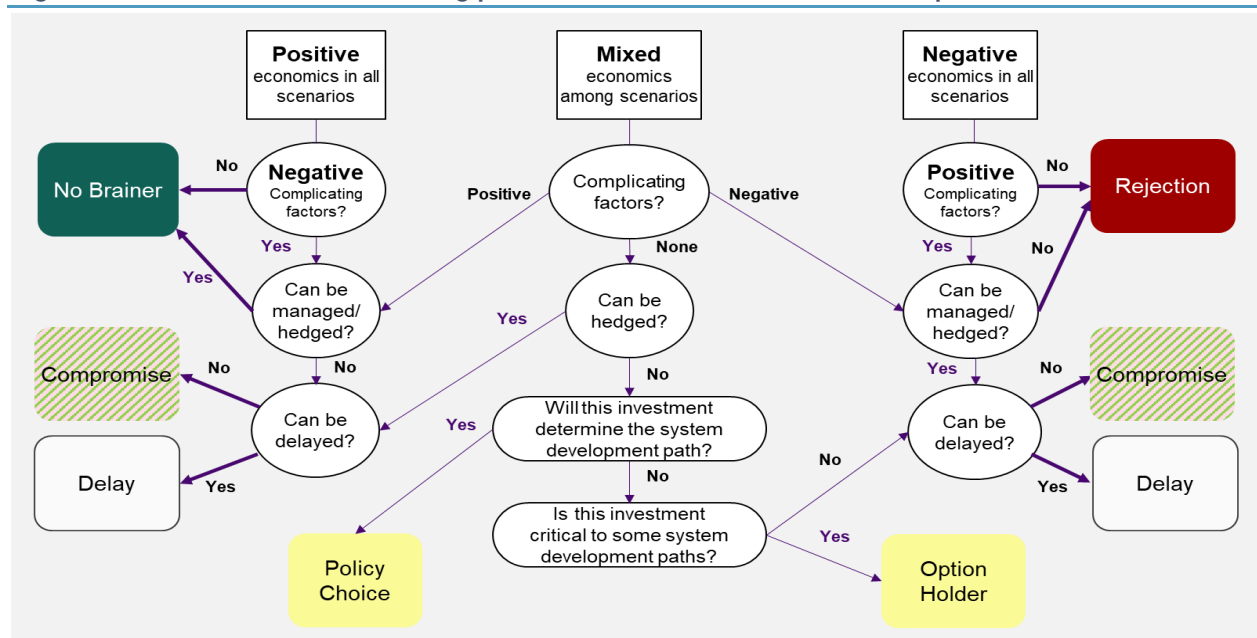 Positive
economics in all
scenarios
Mixed
economics
among scenarios
Negative
economics in all
scenarios
No Brainer
No
Negative
Complicating
factors?
Positive
Complicating
factors?
Negative
Positive
Complicating
factors?
No
Rejection
Yes
None
Yes
No
Yes
Can be
managed/
hedged?
Yes
Can be
hedged?
Can be
managed/
hedged?
Compromise
No
No
No
Yes
No
Compromise
Can be
delayed?
Yes
Will this investment
determine the system
development path?
Can be
delayed?
Delay
Yes
No
No
Yes
Delay
Is this investment
critical to some system
development paths?
Yes
Policy
Choice
Option
Holder